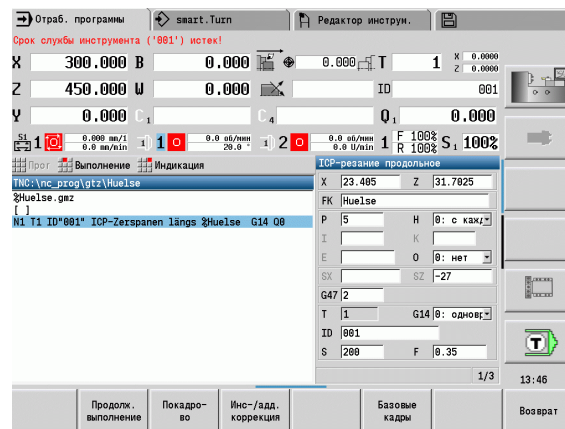 Отраб. программы smart.Turn Редактор инструм.
Срок службы инструмента ('001') истек!
X 300.000 B 0.000 0.000 T 1 X 0.0000 Z 0.0000
Z 450.000 U 0.000 ID 001
Y 0.000 C 1 C 4 Q 1 0.000
S1 1 0.000 mm/1 0.0 mm/min 1 1 0.0 об/мин 20.0 ° 1 2 0.0 об/мин 0.0 U/min 1 F 100% R 100% S 1 100%
Прог Выполнение Индикация
TNC:\nc_prog\gtz\Huelse
%Huelse.gmz
[ ]
N1 T1 ID"001" ICP-Zerspanen längs %Huelse G14 Q0
ICP-резание продольное
X 23.405 Z 31.7025
FK Huelse
P 5 H 0: с кажд
I K
E O 0: нет
SX SZ -27
G47 2
T 1 G14 0: одновр
ID 001
S 200 F 0.35
1/3
T
13:46
Продолж. выполнение
Покадро-во
Инс-/адд. коррекция
Базовые кадры
Возврат